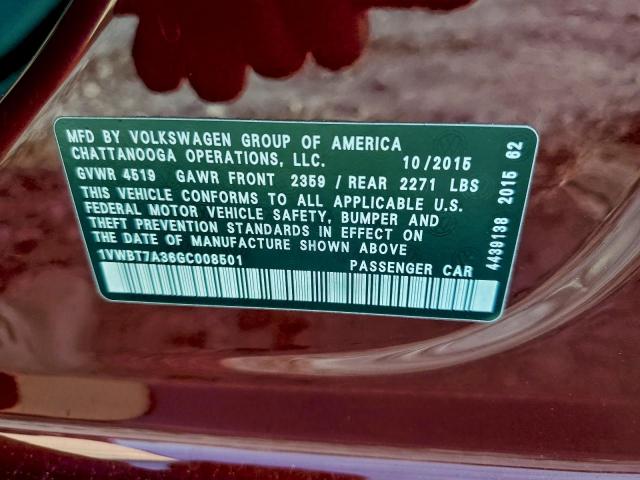 MFD BY VOLKSWAGEN GROUP OF AMERICA
CHATTANOOGA OPERATIONS, LLC. 10/2015
GVWR 4519 GAWR FRONT 2359 / REAR 2271 LBS
THIS VEHICLE CONFORMS TO ALL APPLICABLE U.S.
FEDERAL MOTOR VEHICLE SAFETY, BUMPER AND
THEFT PREVENTION STANDARDS IN EFFECT ON
THE DATE OF MANUFACTURE SHOWN ABOVE
1VWBT7A36GC008501 PASSENGER CAR
4439138 2015 62